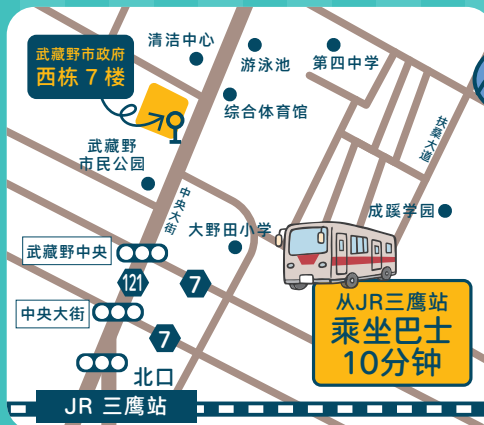 武藏野市政府
西栋 7 楼
清洁中心
游泳池
第四中学
综合体育馆
扶桑大道
武藏野
市民公园
中央大街
大野田小学
成蹊学园
武藏野中央
121
7
中央大街
7
从JR三鹰站
乘坐巴士
10分钟
北口
JR 三鹰站